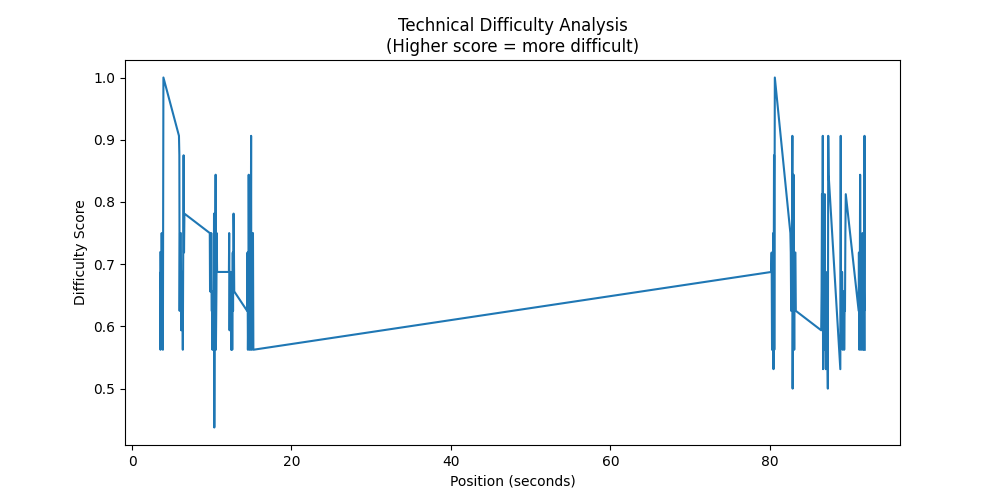 Technical Difficulty Analysis
(Higher score = more difficult)
1.0
0.9
0.8
0.7
0.6
0.5
Difficulty Score
0 20 40 60 80
Position (seconds)